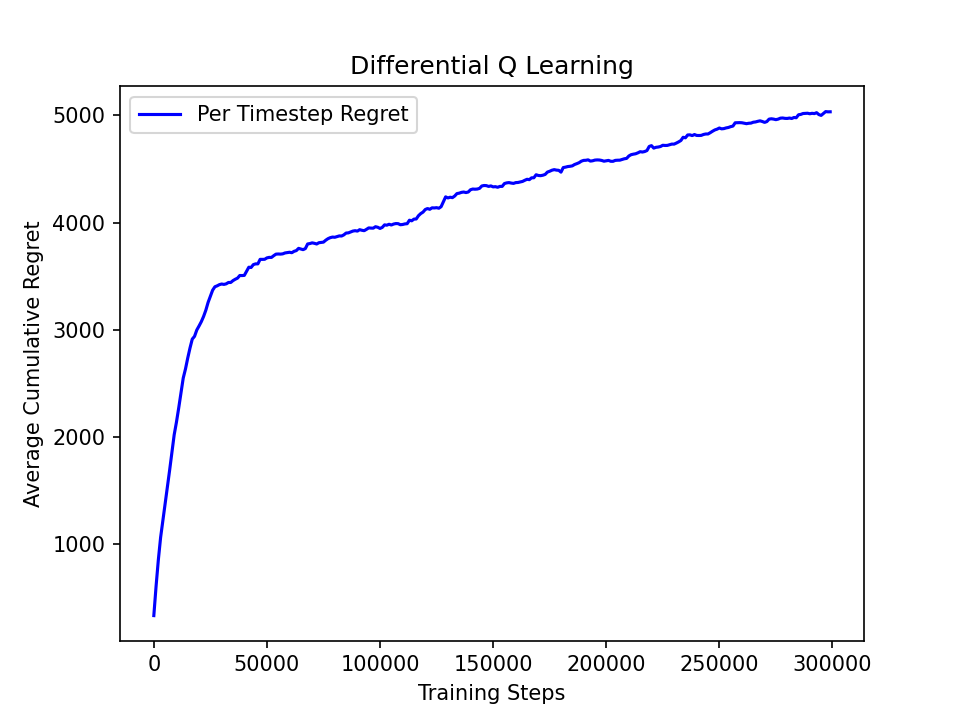 Differential Q Learning
Per Timestep Regret
5000
4000
3000
2000
1000
Average Cumulative Regret
0 50000 100000 150000 200000 250000 300000
Training Steps